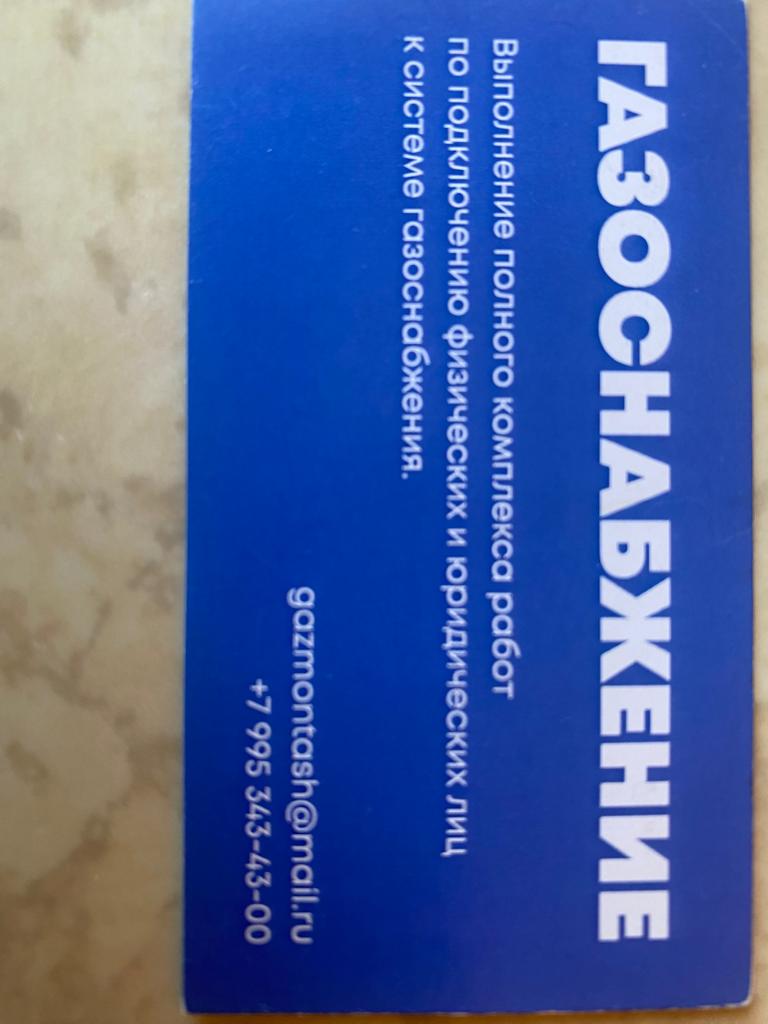 ГАЗОСНАБЖЕНИЕ
Выполнение полного комплекса работ
по подключению физических и юридических лиц
к системе газоснабжения.
gazmontash@mail.ru
+7 995 343-43-00